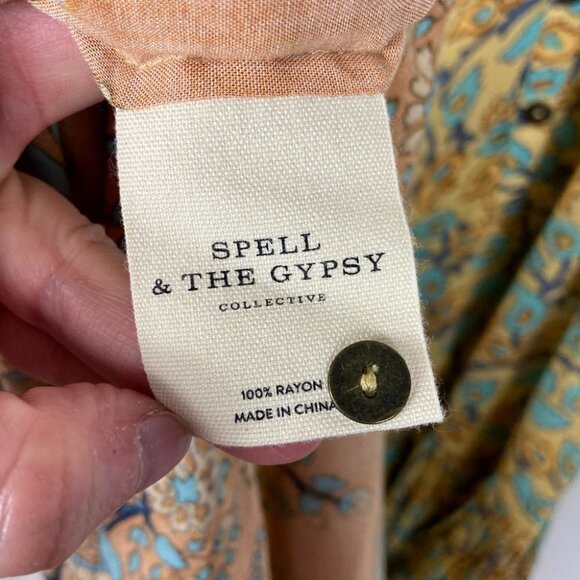 SPELL
& THE GYPSY
COLLECTIVE
100% RAYON
MADE IN CHINA